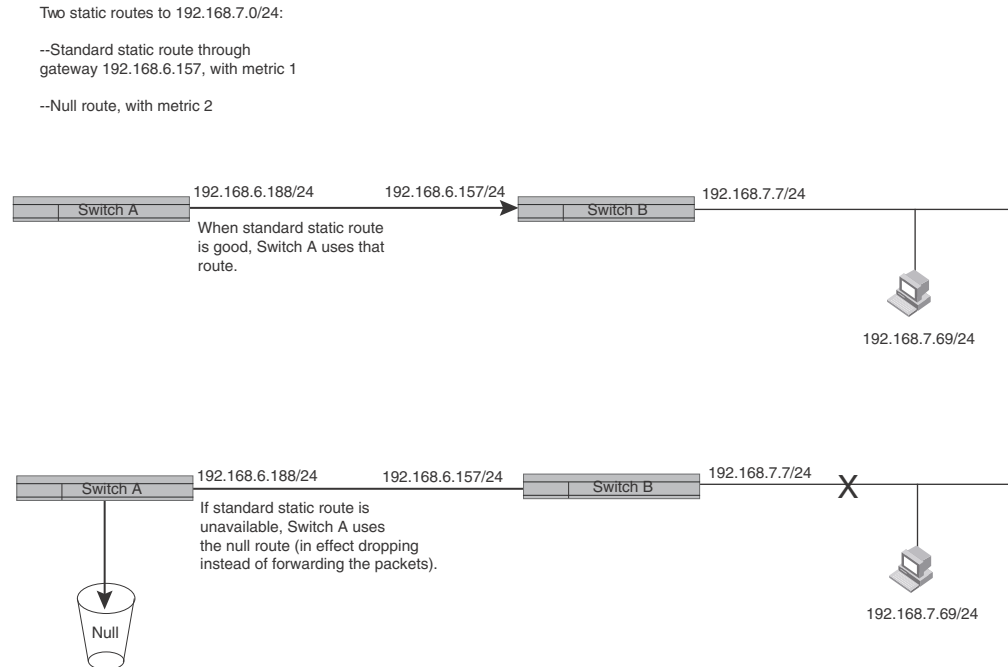 Two static routes to 192.168.7.0/24:
--Standard static route through
gateway 192.168.6.157, with metric 1
--Null route, with metric 2
192.168.6.188/24
192.168.6.157/24
192.168.7.7/24
Switch A
Switch B
When standard static route
is good, Switch A uses that
route.
192.168.7.69/24
192.168.6.188/24
192.168.6.157/24
192.168.7.7/24
Switch A
Switch B
X
If standard static route is
unavailable, Switch A uses
the null route (in effect dropping
instead of forwarding the packets).
192.168.7.69/24
Null